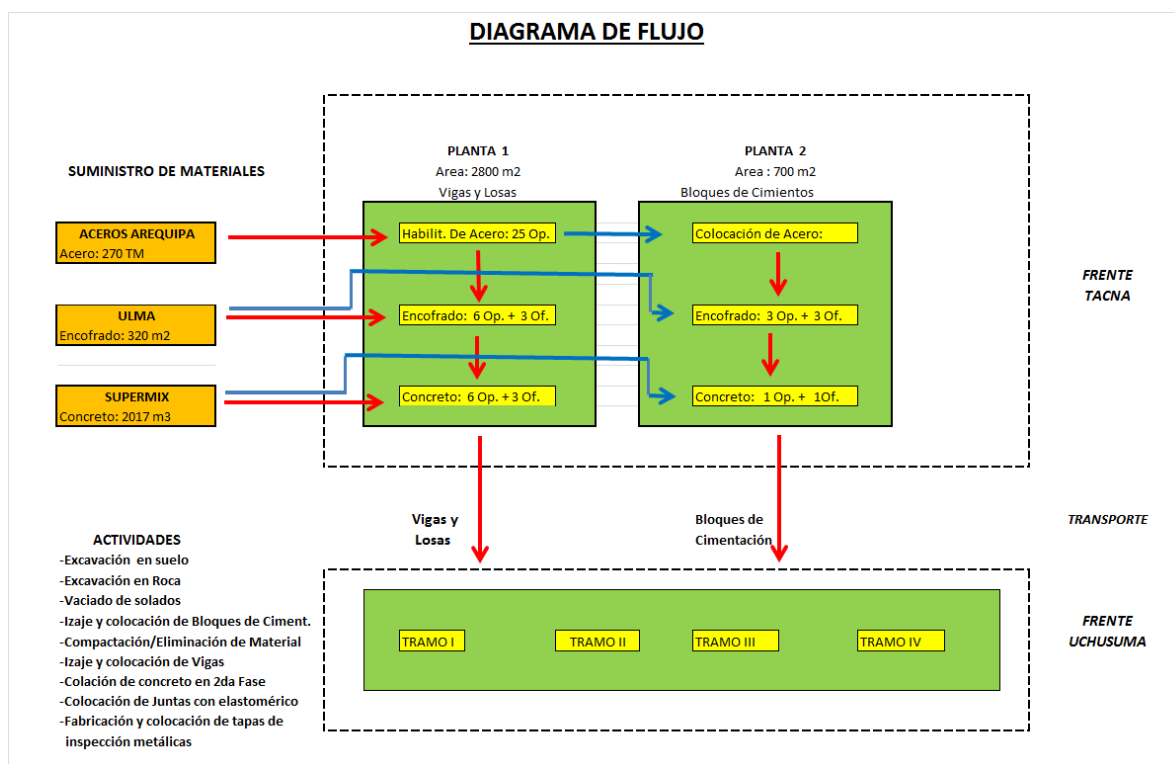 DIAGRAMA DE FLUJO
SUMINISTRO DE MATERIALES
PLANTA 1
Area: 2800 m2
Vigas y Losas
PLANTA 2
Area : 700 m2
Bloques de Cimientos
ACEROS AREQUIPA
Acero: 270 TM
Habilit. De Acero: 25 Op.
Colocación de Acero:
FRENTE
TACNA
ULMA
Encofrado: 320 m2
Encofrado: 6 Op. + 3 Of.
Encofrado: 3 Op. + 3 Of.
SUPERMIX
Concreto: 2017 m3
Concreto: 6 Op. +3 Of.
Concreto: 1 Op. + 1Of.
Vigas y
Losas
Bloques de
Cimentación
TRANSPORTE
ACTIVIDADES
-Excavación en suelo
-Excavación en Roca
-Vaciado de solados
-Izaje y colocación de Bloques de Ciment.
-Compactación/Eliminación de Material
-Izaje y colocación de Vigas
-Colación de concreto en 2da Fase
-Colocación de Juntas con elastomérico
-Fabricación y colocación de tapas de
inspección metálicas
TRAMO I
TRAMO II
TRAMO III
TRAMO IV
FRENTE
UCHUSUMA